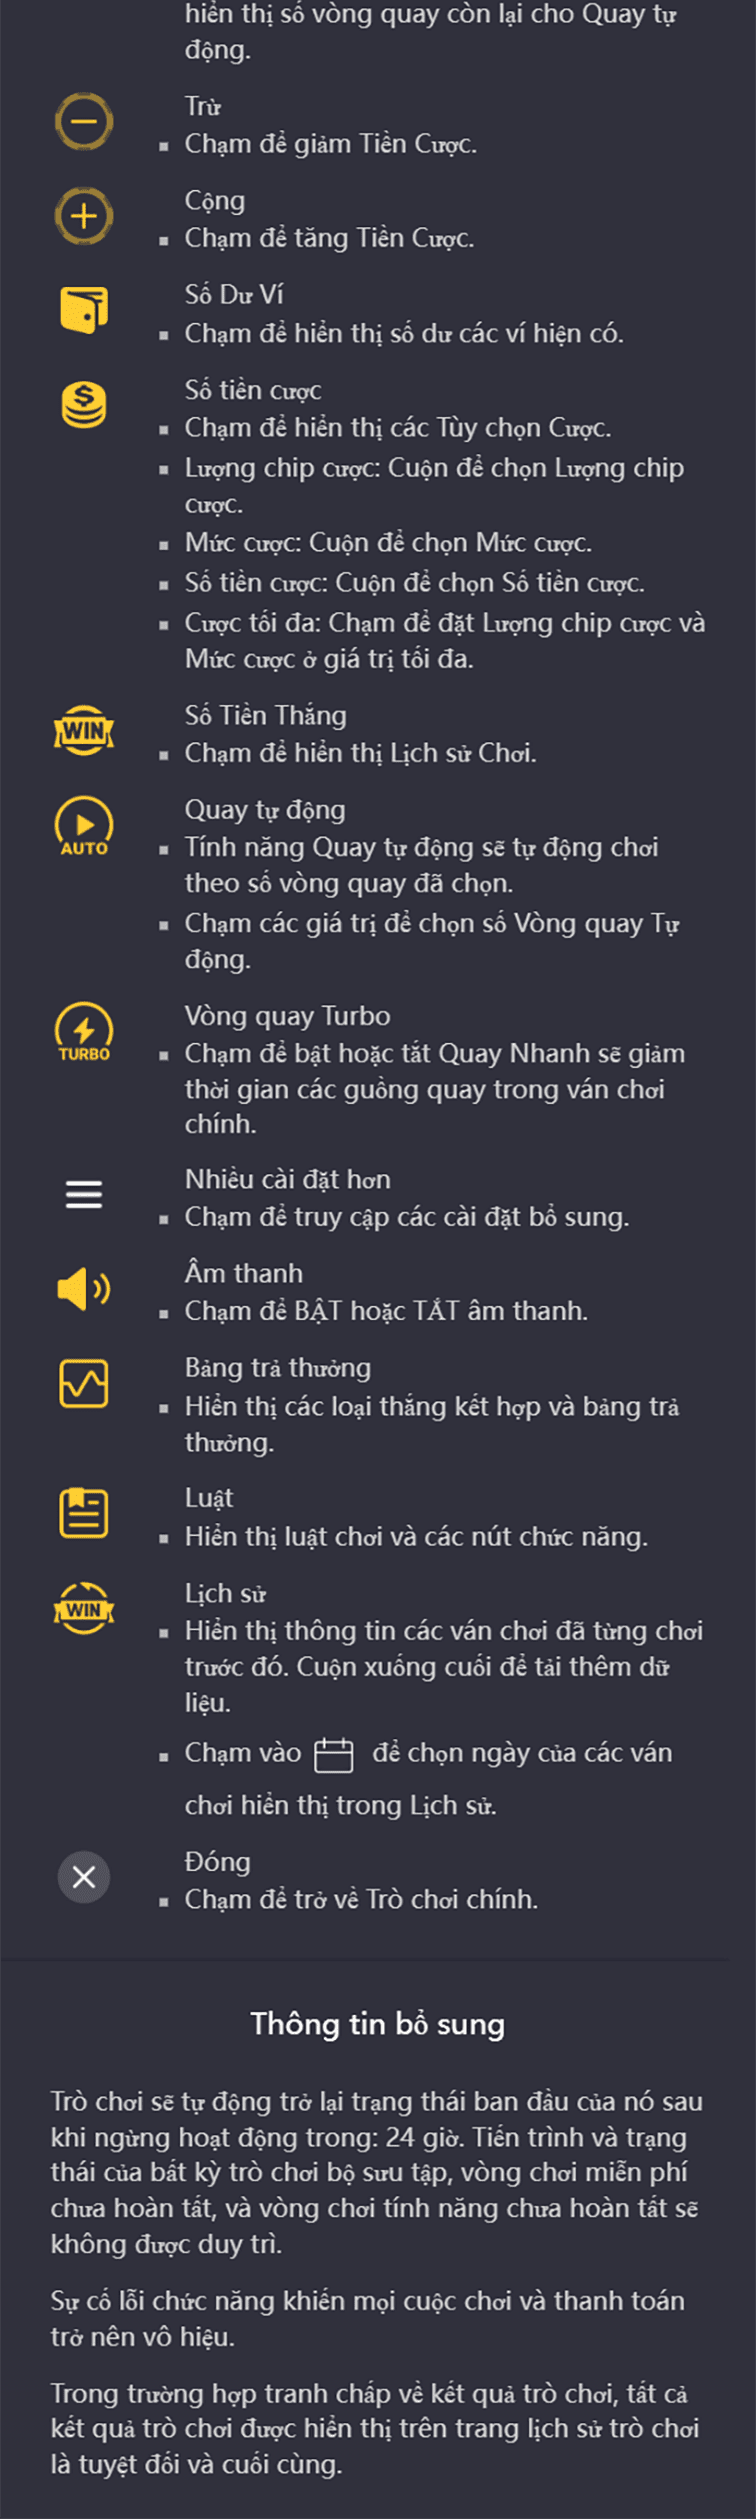 hiển thị số vòng quay còn lại cho Quay tự
động.
Trừ
▪ Chạm để giảm Tiền Cược.
Cộng
▪ Chạm để tăng Tiền Cược.
Số Dư Ví
▪ Chạm để hiển thị số dư các ví hiện có.
$
Số tiền cược
▪ Chạm để hiển thị các Tùy chọn Cược.
▪ Lượng chip cược: Cuộn để chọn Lượng chip
cược.
▪ Mức cược: Cuộn để chọn Mức cược.
▪ Số tiền cược: Cuộn để chọn Số tiền cược.
▪ Cược tối đa: Chạm để đặt Lượng chip cược và
Mức cược ở giá trị tối đa.
WIN
Số Tiền Thắng
▪ Chạm để hiển thị Lịch sử Chơi.
AUTO
Quay tự động
▪ Tính năng Quay tự động sẽ tự động chơi
theo số vòng quay đã chọn.
▪ Chạm các giá trị để chọn số Vòng quay Tự
động.
TURBO
Vòng quay Turbo
▪ Chạm để bật hoặc tắt Quay Nhanh sẽ giảm
thời gian các guồng quay trong ván chơi
chính.
Nhiều cài đặt hơn
▪ Chạm để truy cập các cài đặt bổ sung.
Âm thanh
▪ Chạm để BẬT hoặc TẮT âm thanh.
Bảng trả thưởng
▪ Hiển thị các loại thắng kết hợp và bảng trả
thưởng.
Luật
▪ Hiển thị luật chơi và các nút chức năng.
WIN
Lịch sử
▪ Hiển thị thông tin các ván chơi đã từng chơi
trước đó. Cuộn xuống cuối để tải thêm dữ
liệu.
▪ Chạm vào để chọn ngày của các ván
chơi hiển thị trong Lịch sử.
Đóng
▪ Chạm để trở về Trò chơi chính.
Thông tin bổ sung
Trò chơi sẽ tự động trở lại trạng thái ban đầu của nó sau
khi ngừng hoạt động trong: 24 giờ. Tiến trình và trạng
thái của bất kỳ trò chơi bộ sưu tập, vòng chơi miễn phí
chưa hoàn tất, và vòng chơi tính năng chưa hoàn tất sẽ
không được duy trì.
Sự cố lỗi chức năng khiến mọi cuộc chơi và thanh toán
trở nên vô hiệu.
Trong trường hợp tranh chấp về kết quả trò chơi, tất cả
kết quả trò chơi được hiển thị trên trang lịch sử trò chơi
là tuyệt đối và cuối cùng.